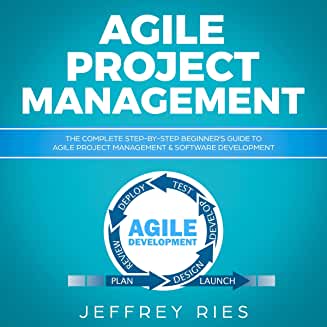 AGILE
PROJECT
MANAGEMENT
THE COMPLETE STEP-BY-STEP BEGINNER'S GUIDE TO
AGILE PROJECT MANAGEMENT & SOFTWARE DEVELOPMENT
DEPLOY
TEST
DEVELOP
REVIEW
AGILE
DEVELOPMENT
PLAN
DESIGN
LAUNCH
JEFFREY RIES